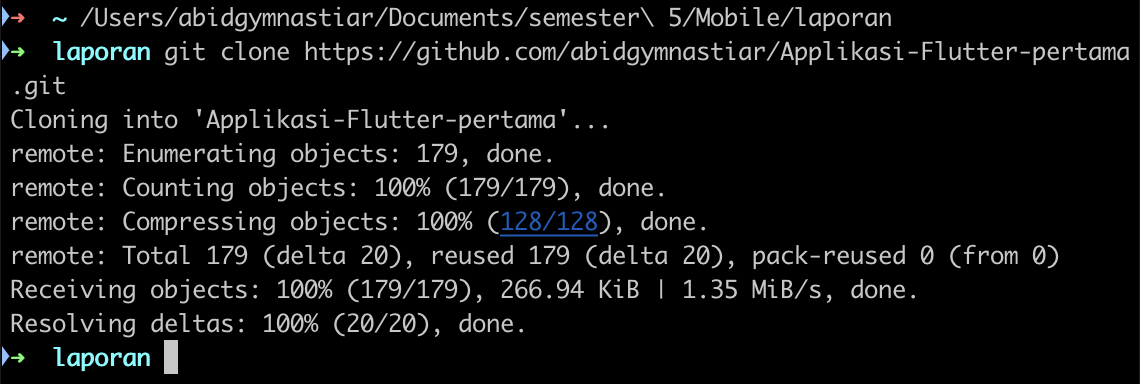 ➜ ~ /Users/abidgymnastiar/Documents/semester\ 5/Mobile/laporan
➜ laporan git clone https://github.com/abidgymnastiar/Applikasi-Flutter-pertama
.git
Cloning into 'Applikasi-Flutter-pertama'...
remote: Enumerating objects: 179, done.
remote: Counting objects: 100% (179/179), done.
remote: Compressing objects: 100% (128/128), done.
remote: Total 179 (delta 20), reused 179 (delta 20), pack-reused 0 (from 0)
Receiving objects: 100% (179/179), 266.94 KiB | 1.35 MiB/s, done.
Resolving deltas: 100% (20/20), done.
➜ laporan